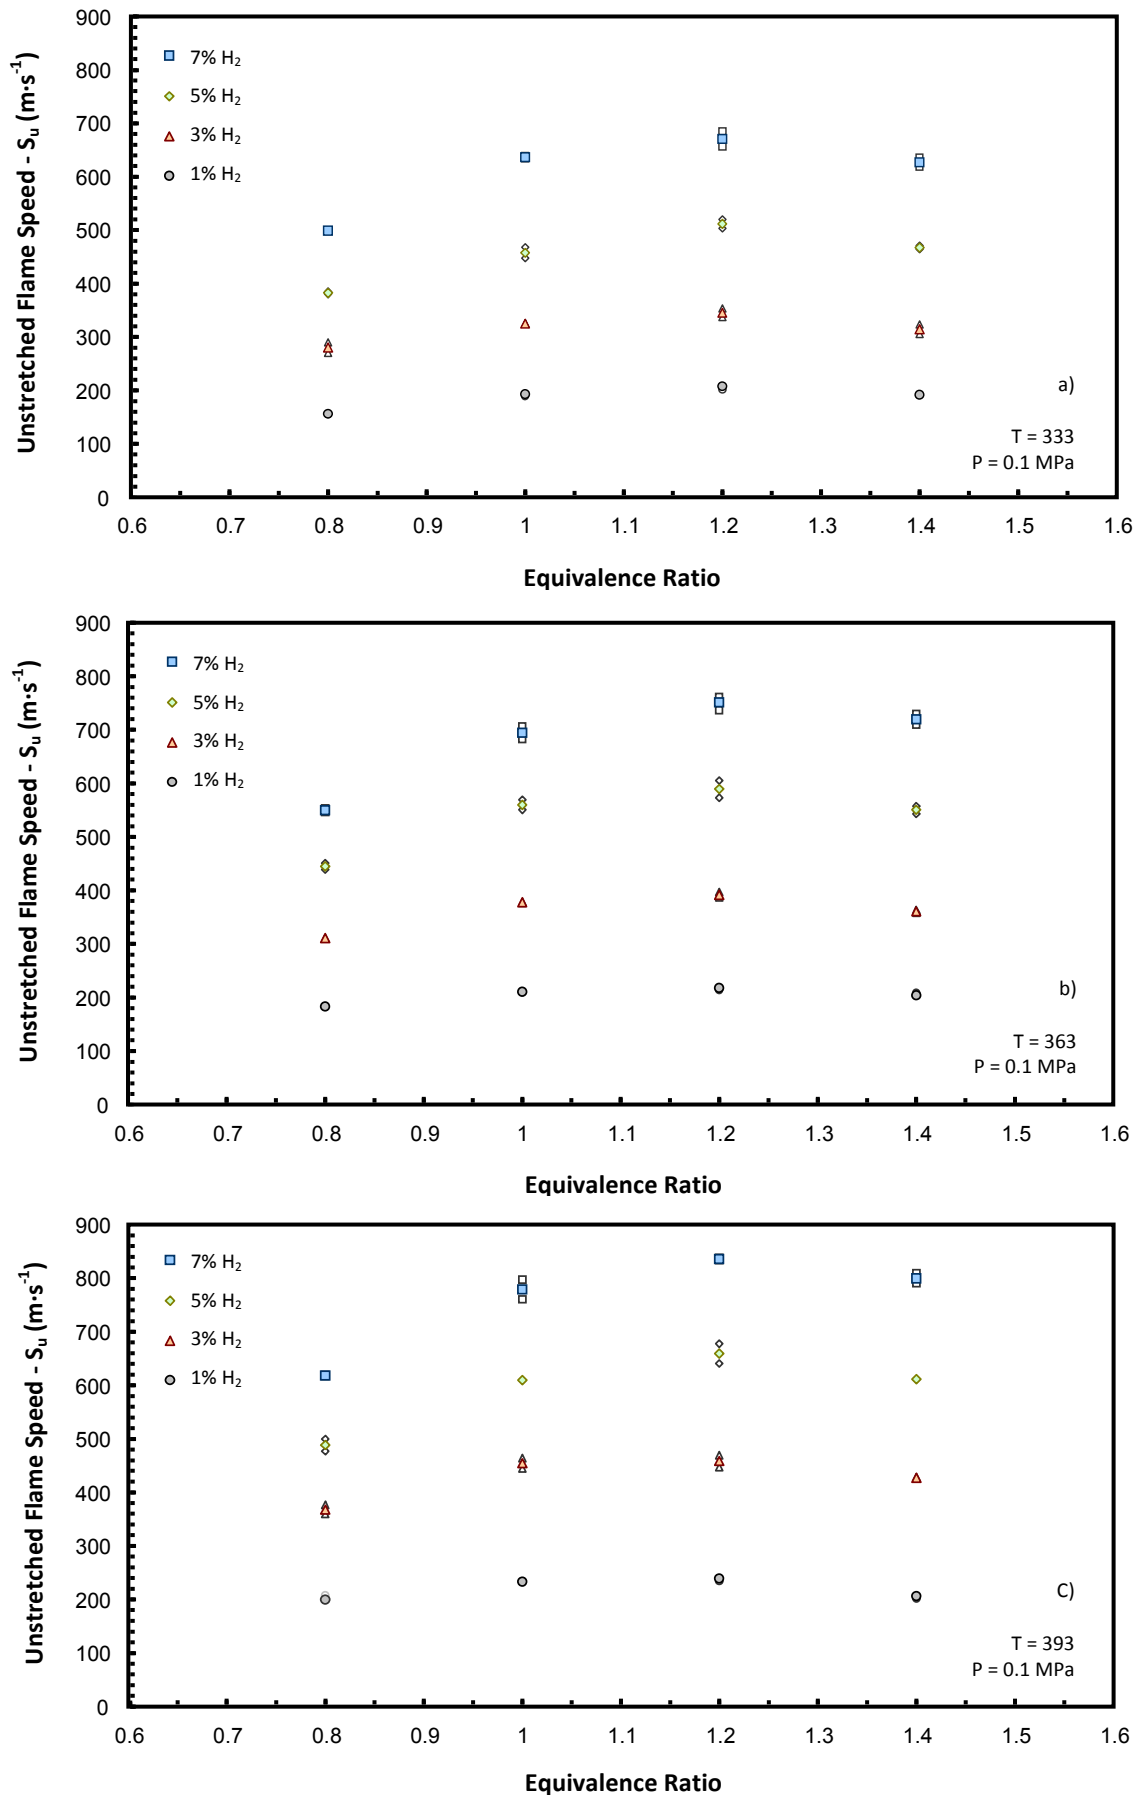 900
800
700
600
500
400
300
200
100
0
Unstretched Flame Speed - Sᵤ (m·s⁻¹)
7% H₂
5% H₂
3% H₂
1% H₂
a)
T = 333
P = 0.1 MPa
0.6 0.7 0.8 0.9 1 1.1 1.2 1.3 1.4 1.5 1.6
Equivalence Ratio
900
800
700
600
500
400
300
200
100
0
Unstretched Flame Speed - Sᵤ (m·s⁻¹)
7% H₂
5% H₂
3% H₂
1% H₂
b)
T = 363
P = 0.1 MPa
0.6 0.7 0.8 0.9 1 1.1 1.2 1.3 1.4 1.5 1.6
Equivalence Ratio
900
800
700
600
500
400
300
200
100
0
Unstretched Flame Speed - Sᵤ (m·s⁻¹)
7% H₂
5% H₂
3% H₂
1% H₂
C)
T = 393
P = 0.1 MPa
0.6 0.7 0.8 0.9 1 1.1 1.2 1.3 1.4 1.5 1.6
Equivalence Ratio